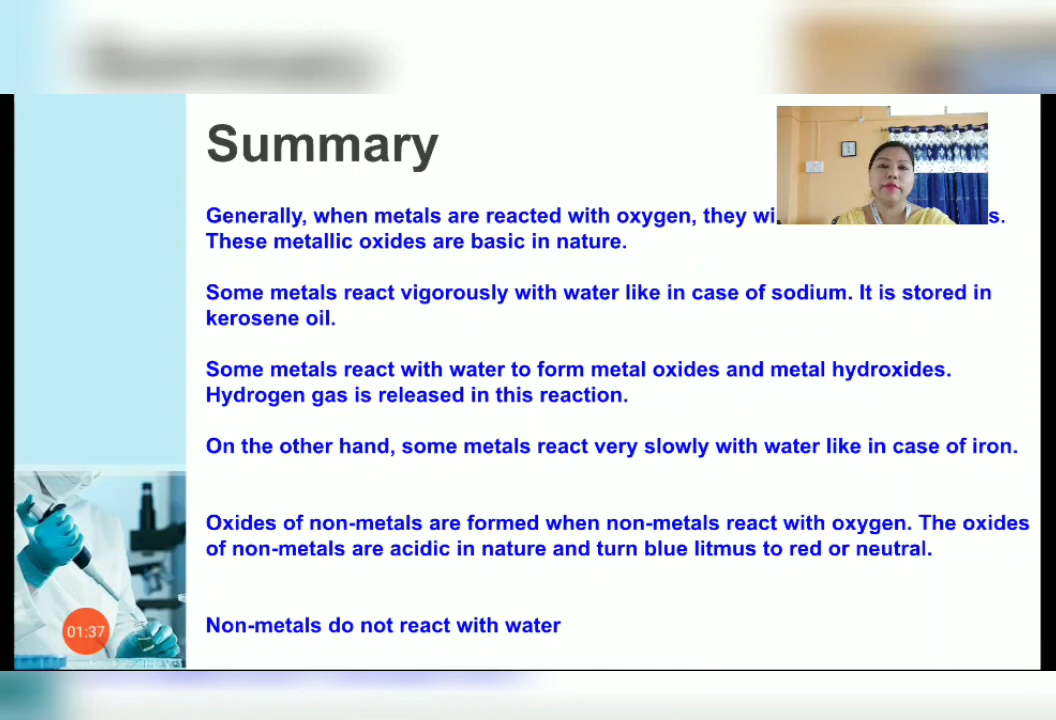 Summary
Generally, when metals are reacted with oxygen, they
These metallic oxides are basic in nature.
Some metals react vigorously with water like in case of sodium. It is stored in
kerosene oil.
Some metals react with water to form metal oxides and metal hydroxides.
Hydrogen gas is released in this reaction.
On the other hand, some metals react very slowly with water like in case of iron.
Oxides of non-metals are formed when non-metals react with oxygen. The oxides
of non-metals are acidic in nature and turn blue litmus to red or neutral.
01:37
Non-metals do not react with water